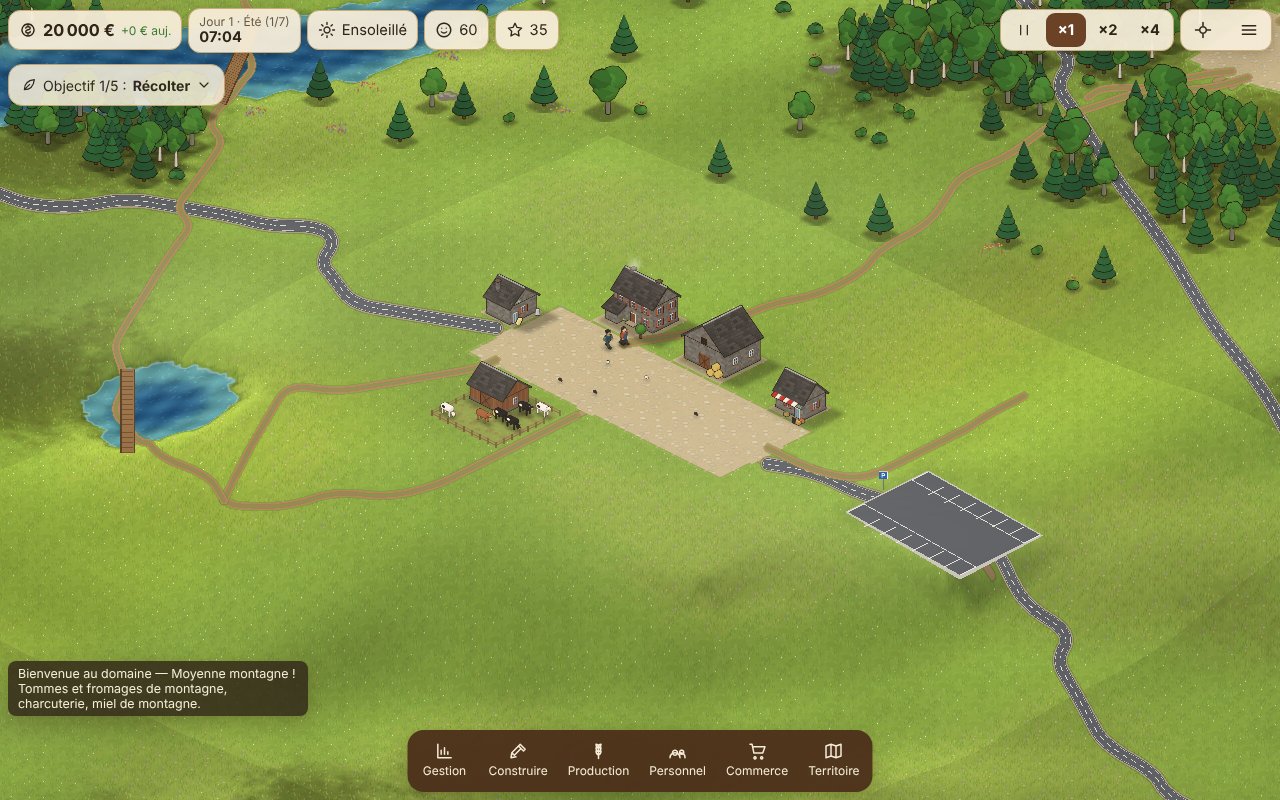 20 000 € +0 € auj.
Jour 1 · Été (1/7)
07:04
Ensoleillé
60
35
×1 ×2 ×4
Objectif 1/5 : Récolter
P
Bienvenue au domaine — Moyenne montagne !
Tommes et fromages de montagne,
charcuterie, miel de montagne.
Gestion Construire Production Personnel Commerce Territoire